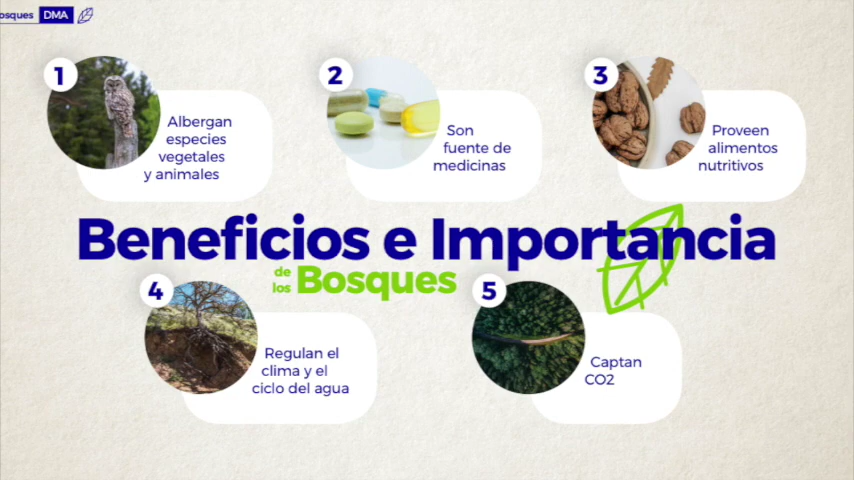 osques DMA
1
Albergan
especies
vegetales
y animales
2
Son
fuente de
medicinas
3
Proveen
alimentos
nutritivos
Beneficios e Importancia
de
los Bosques
4
Regulan el
clima y el
ciclo del agua
5
Captan
CO2